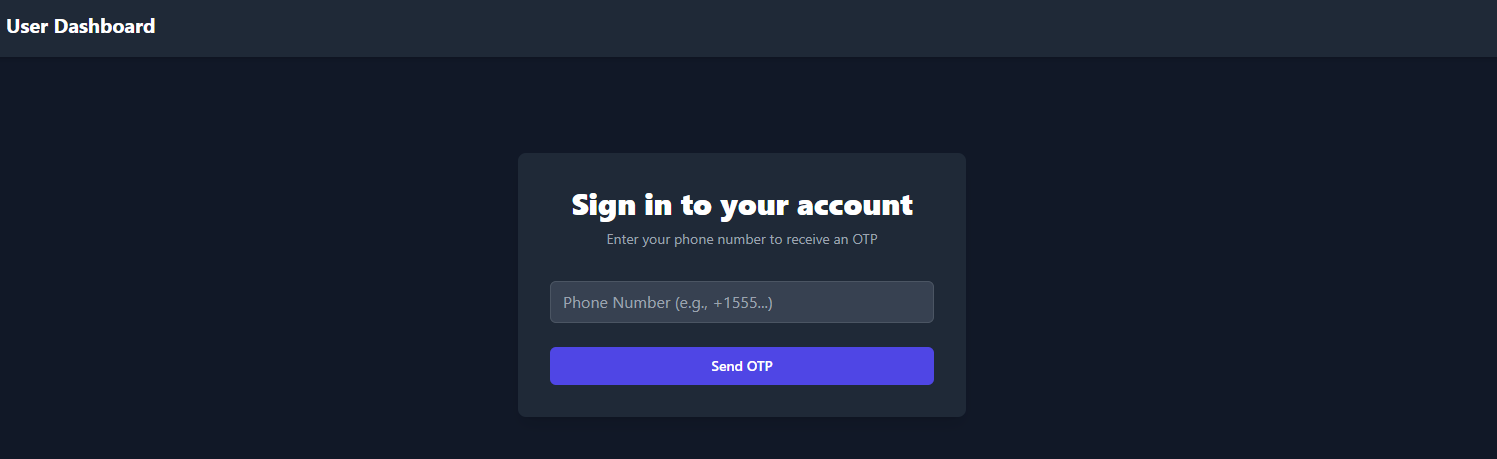 User Dashboard
Sign in to your account
Enter your phone number to receive an OTP
Phone Number (e.g., +1555...)
Send OTP